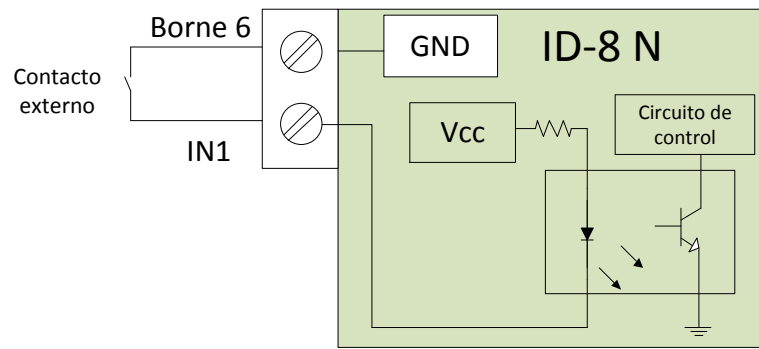 Borne 6
GND
ID-8 N
Contacto
externo
Vcc
Circuito de
control
IN1